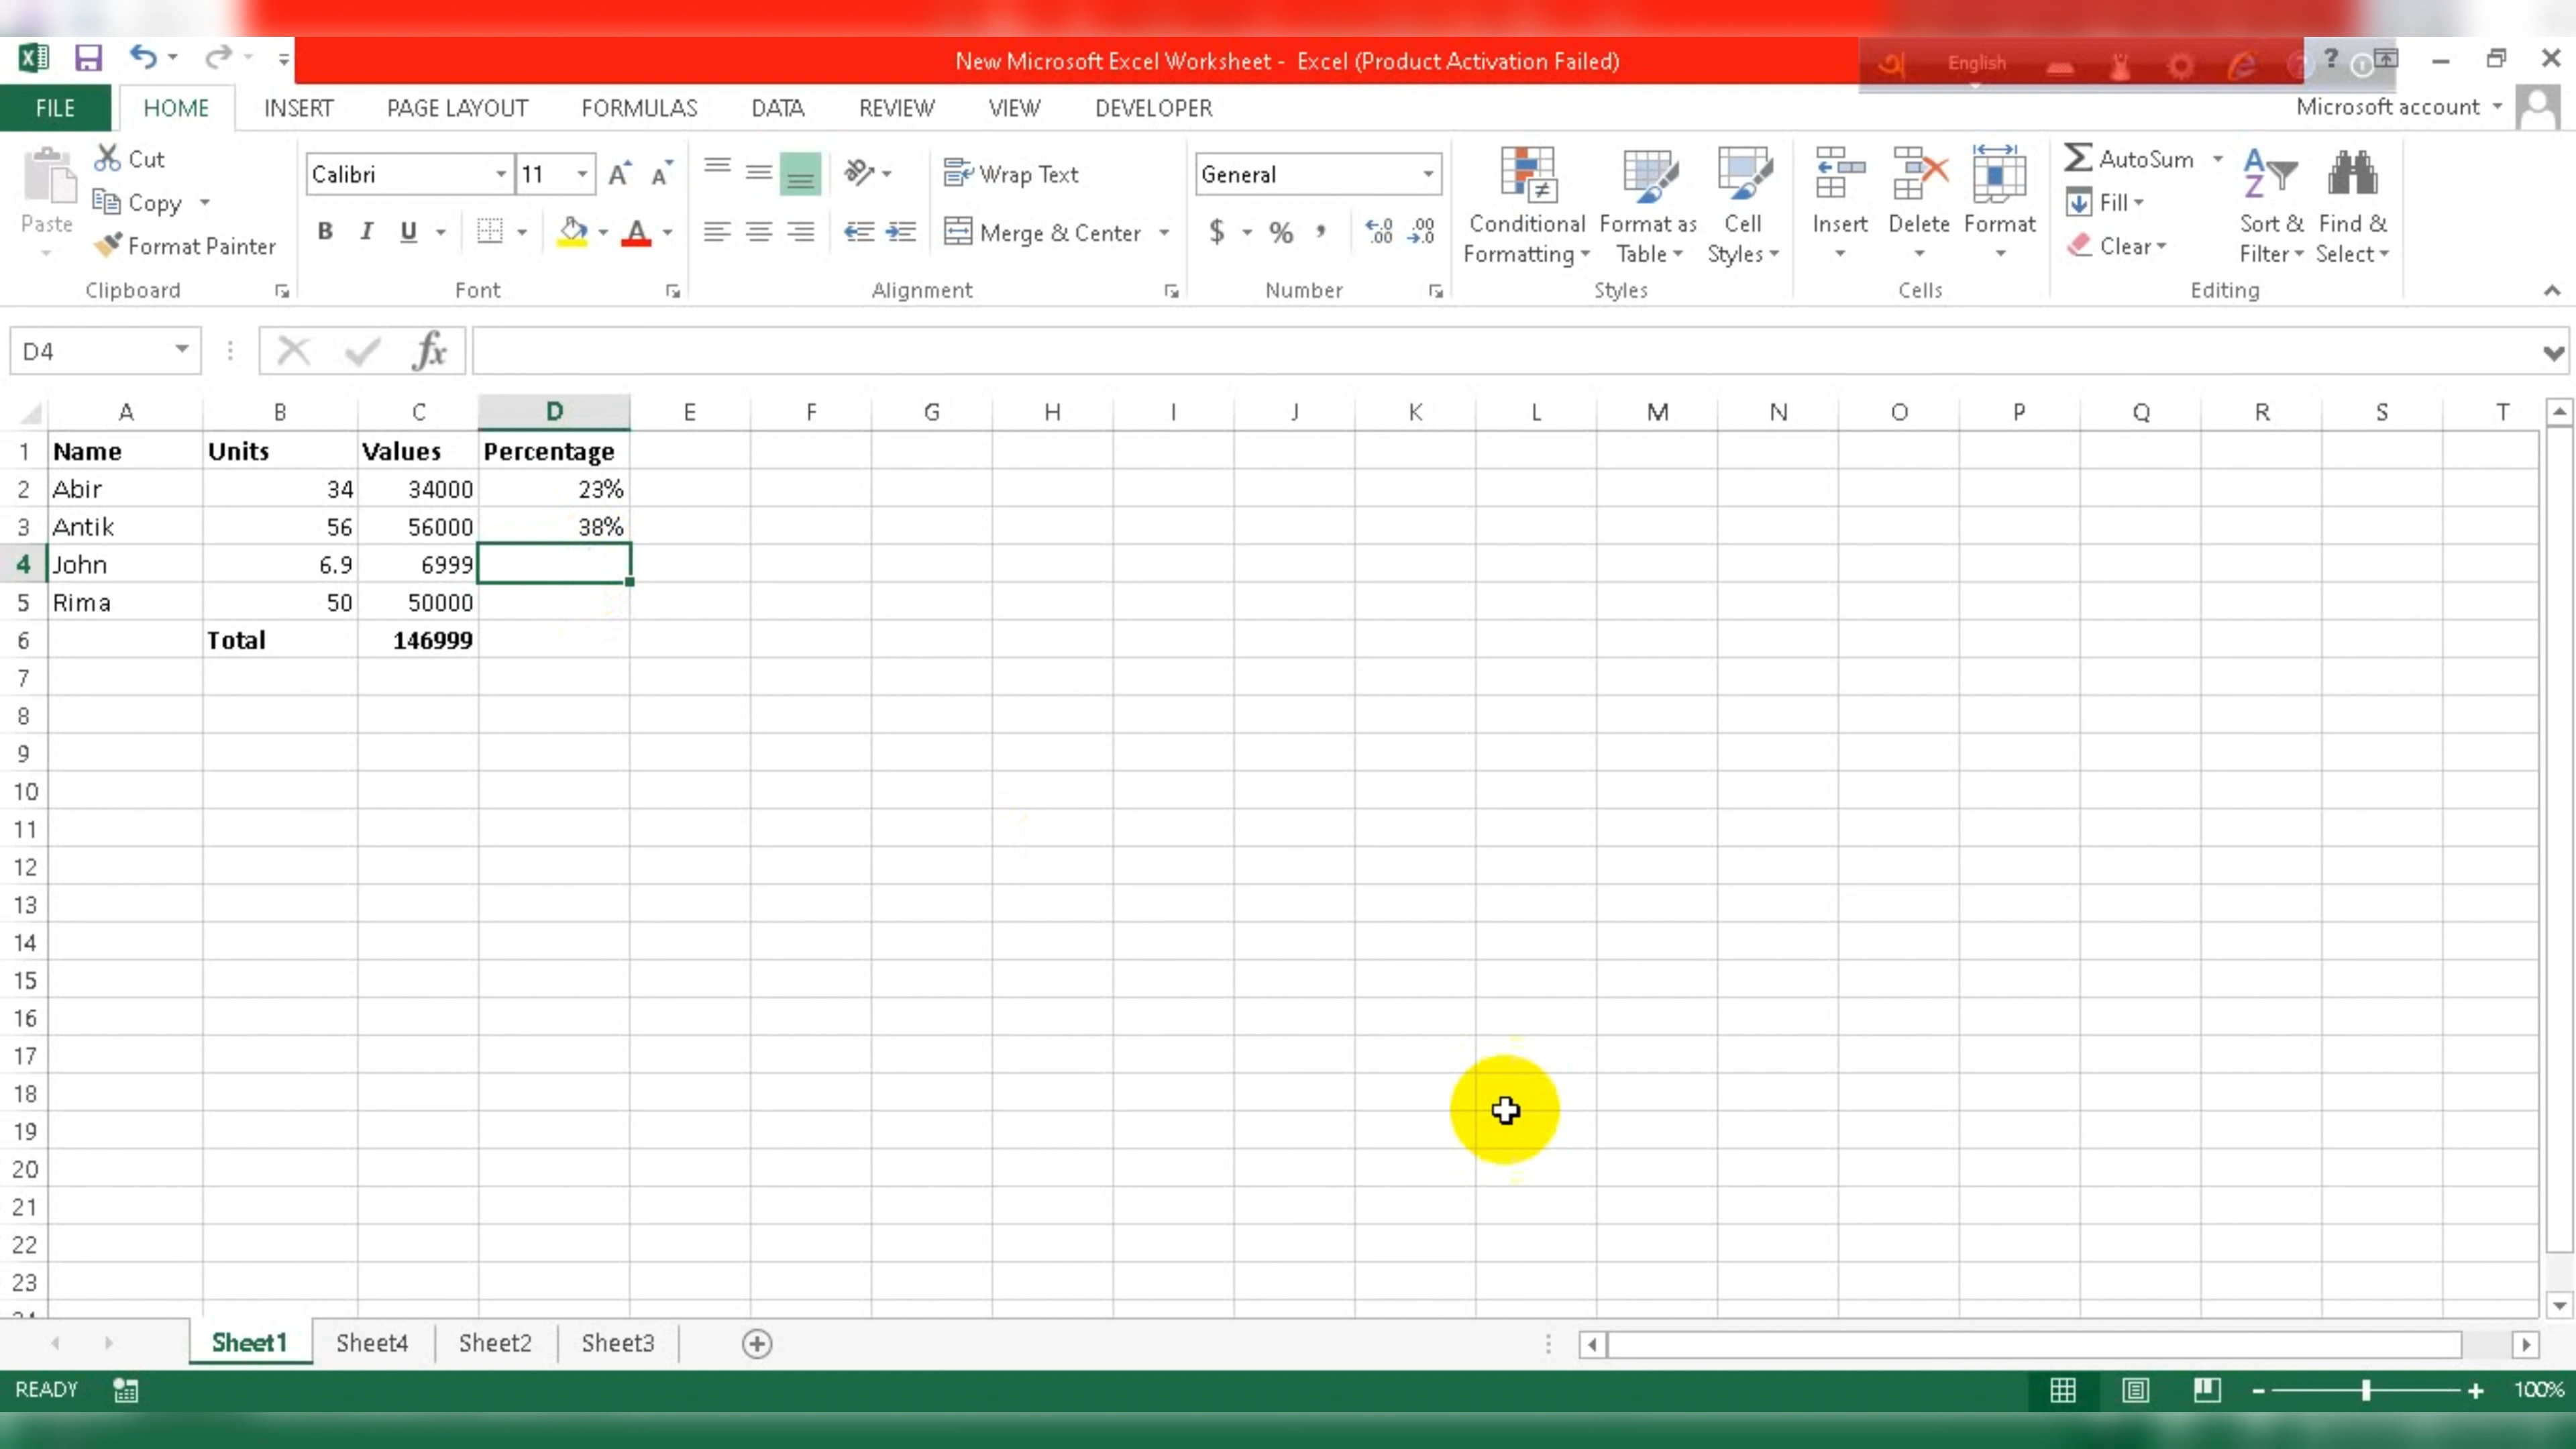 New Microsoft Excel Worksheet - Excel (Product Activation Failed)
English
FILE HOME INSERT PAGE LAYOUT FORMULAS DATA REVIEW VIEW DEVELOPER Microsoft account
Paste
Cut
Copy
Format Painter
Clipboard
Calibri 11
B I U
Font
Wrap Text
Merge & Center
Alignment
General
$ % ,
Number
Conditional Formatting
Format as Table
Cell Styles
Styles
Insert Delete Format
Cells
AutoSum
Fill
Clear
Sort & Filter
Find & Select
Editing
D4 fx
A B C D E F G H I J K L M N O P Q R S T
1 Name Units Values Percentage
2 Abir 34 34000 23%
3 Antik 56 56000 38%
4 John 6.9 6999
5 Rima 50 50000
6 Total 146999
7
8
9
10
11
12
13
14
15
16
17
18
19
20
21
22
23
Sheet1 Sheet4 Sheet2 Sheet3
READY 100%